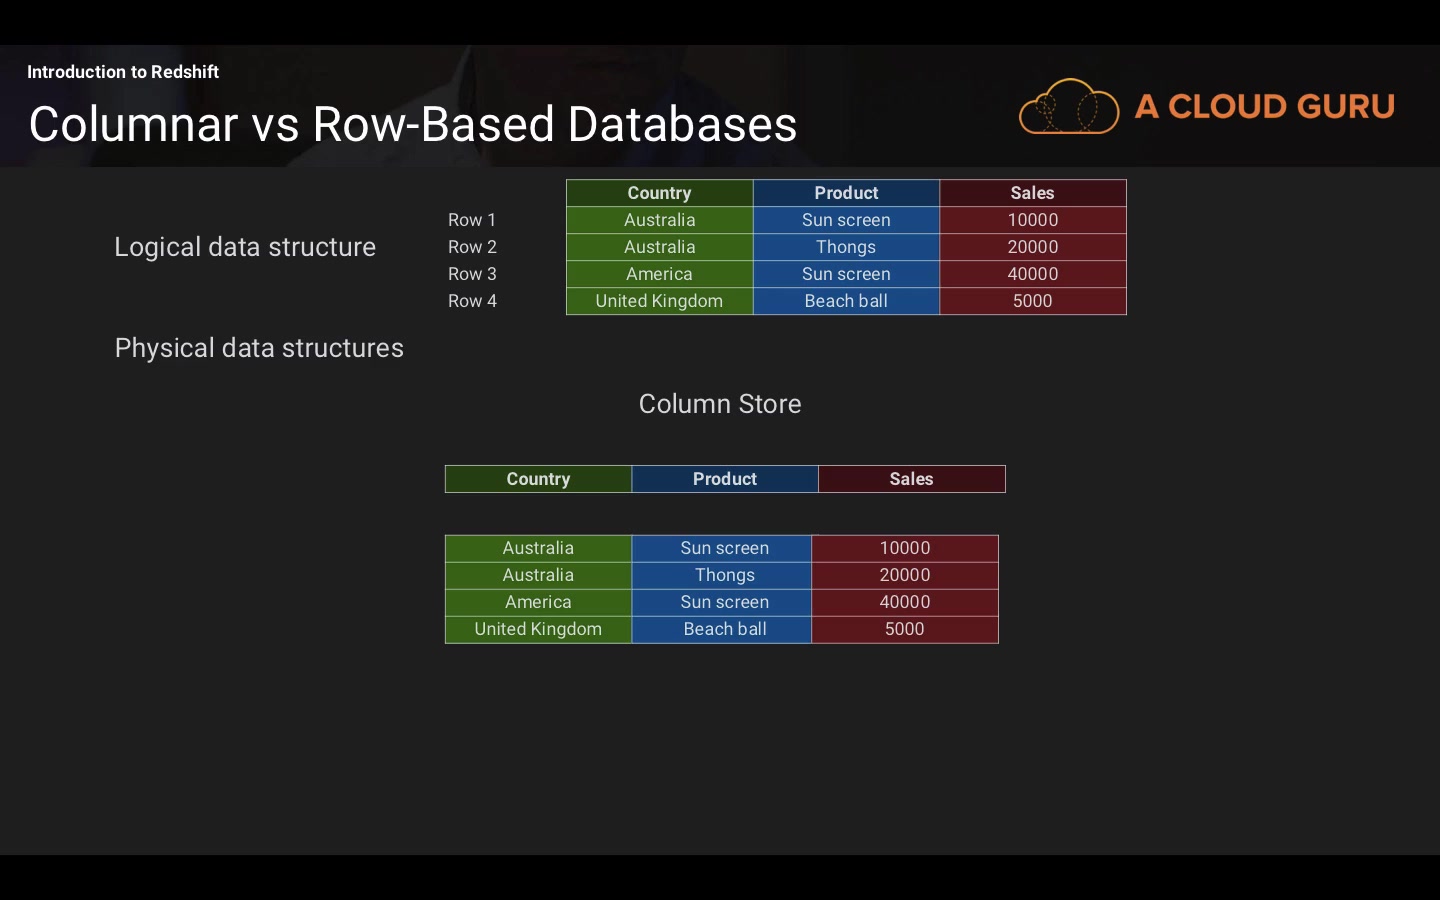 Introduction to Redshift
Columnar vs Row-Based Databases
A CLOUD GURU
Country Product Sales
Row 1 Australia Sun screen 10000
Logical data structure
Row 2 Australia Thongs 20000
Row 3 America Sun screen 40000
Row 4 United Kingdom Beach ball 5000
Physical data structures
Column Store
Country Product Sales
Australia Sun screen 10000
Australia Thongs 20000
America Sun screen 40000
United Kingdom Beach ball 5000